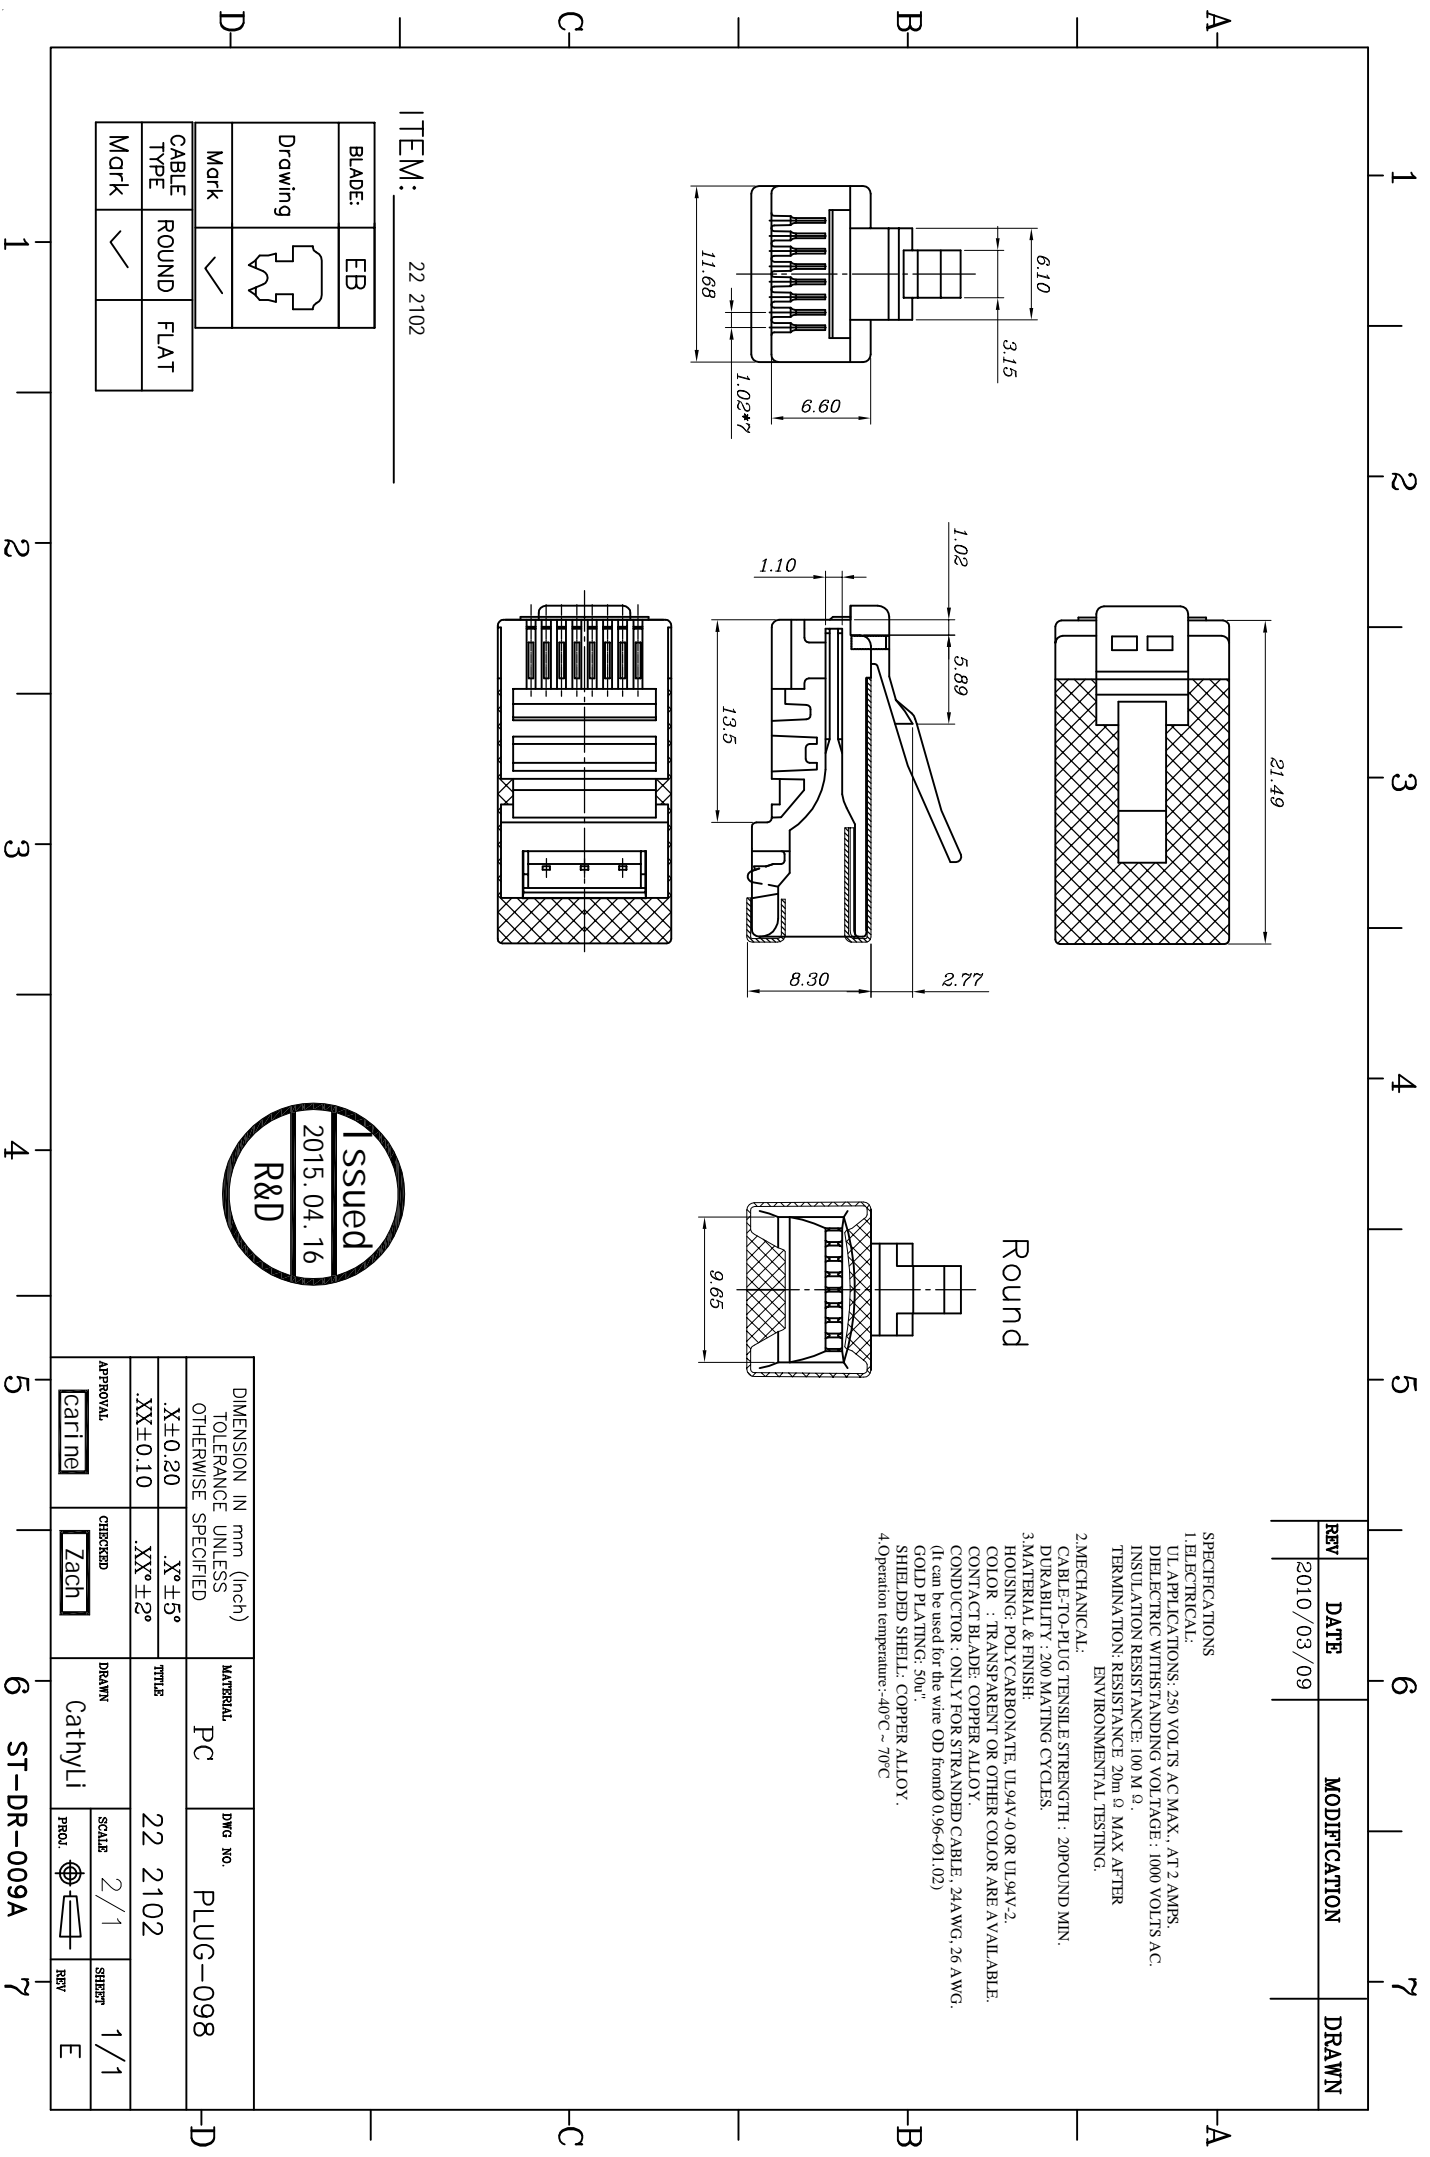 1
2
3
4
5
6
7
A
B
C
D
REV
DATE
MODIFICATION
DRAWN
2010/03/09
SPECIFICATIONS
1.ELECTRICAL:
UL APPLICATIONS: 250 VOLTS AC MAX., AT 2 AMPS.
DIELECTRIC WITHSTANDING VOLTAGE : 1000 VOLTS AC.
INSULATION RESISTANCE: 100 M Ω .
TERMINATION: RESISTANCE 20m Ω MAX AFTER
ENVIRONMENTAL TESTING.
2.MECHANICAL:
CABLE-TO-PLUG TENSILE STRENGTH : 20POUND MIN.
DURABILITY : 200 MATING CYCLES.
3.MATERIAL & FINISH:
HOUSING: POLYCARBONATE, UL94V-0 OR UL94V-2.
COLOR : TRANSPARENT OR OTHER COLOR ARE AVAILABLE.
CONTACT BLADE: COPPER ALLOY.
CONDUCTOR : ONLY FOR STRANDED CABLE, 24AWG, 26 AWG.
(It can be used for the wire OD fromØ 0.96~Ø1.02)
GOLD PLATING: 50u".
SHIELDED SHELL: COPPER ALLOY.
4.Operation temperature:-40°C ~ 70°C
21.49
6.10
3.15
11.68
6.60
1.02*7
1.02
5.89
1.10
13.5
8.30
2.77
Round
9.65
ITEM:
22 2102
BLADE:
EB
Drawing
Mark
CABLE
TYPE
ROUND
FLAT
Mark
Issued
2015.04.16
R&D
DIMENSION IN mm (Inch)
TOLERANCE UNLESS
OTHERWISE SPECIFIED
.X±0.20
.X°±5°
.XX±0.10
.XX°±2°
MATERIAL
PC
DWG NO.
PLUG-098
TITLE
22 2102
APPROVAL
carine
CHECKED
Zach
DRAWN
CathyLi
SCALE
2/1
SHEET
1/1
PROJ.
REV
E
1
2
3
4
5
6
7
A
B
C
D
ST-DR-009A